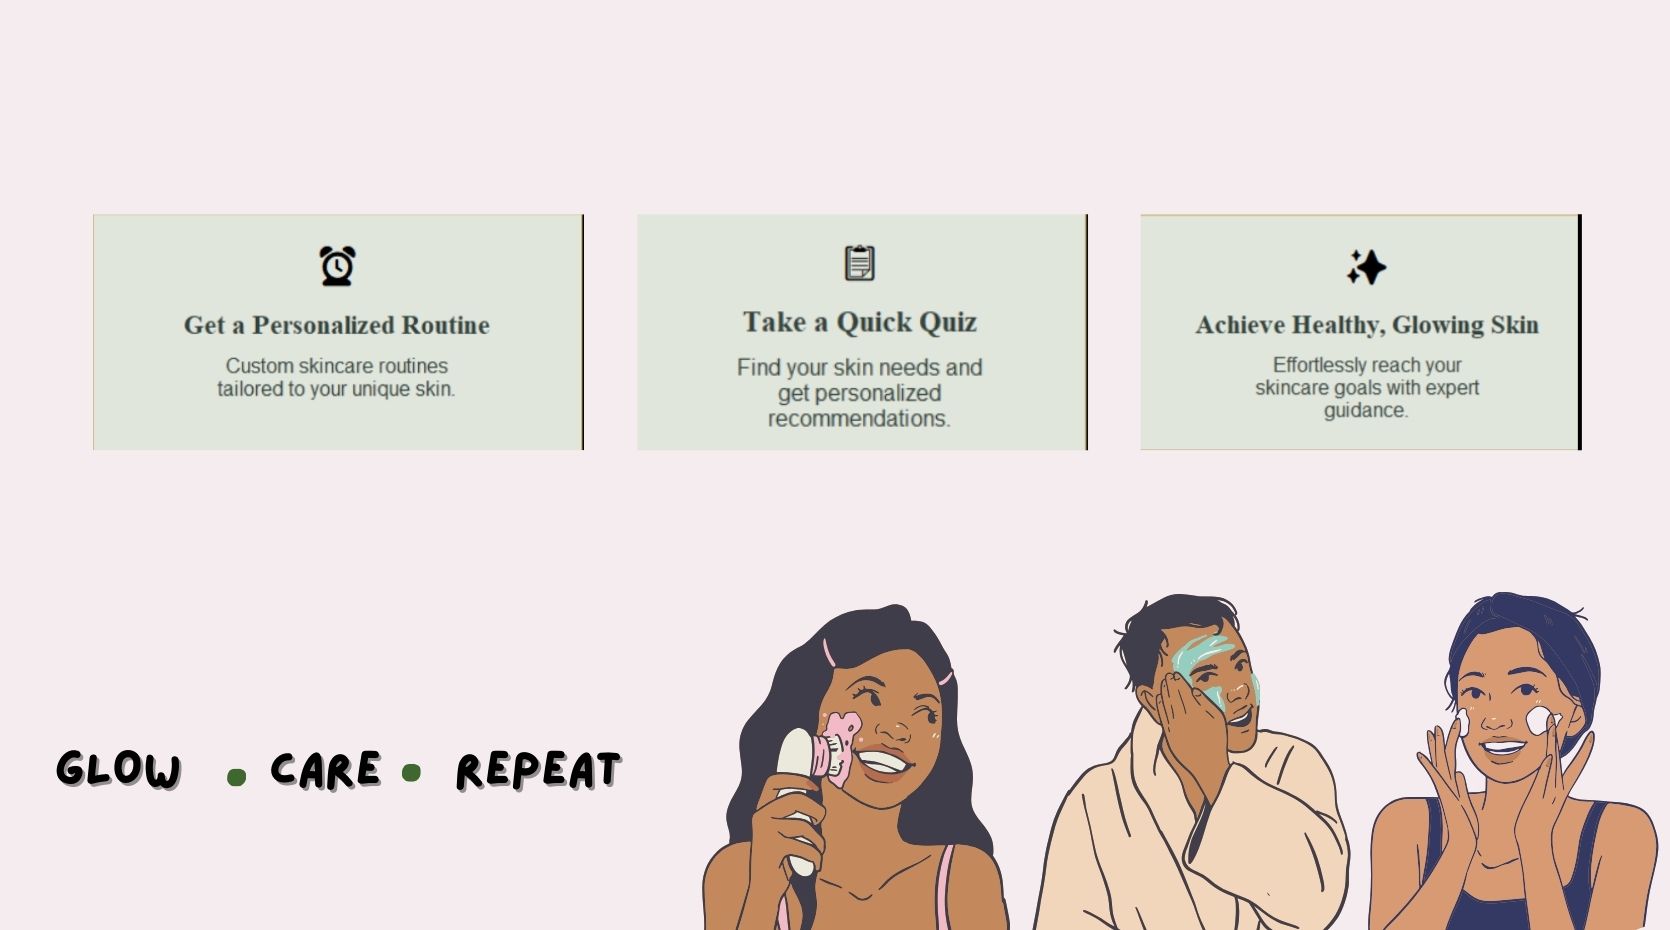 Get a Personalized Routine
Custom skincare routines
tailored to your unique skin.
Take a Quick Quiz
Find your skin needs and
get personalized
recommendations.
Achieve Healthy, Glowing Skin
Effortlessly reach your
skincare goals with expert
guidance.
GLOW • CARE • REPEAT